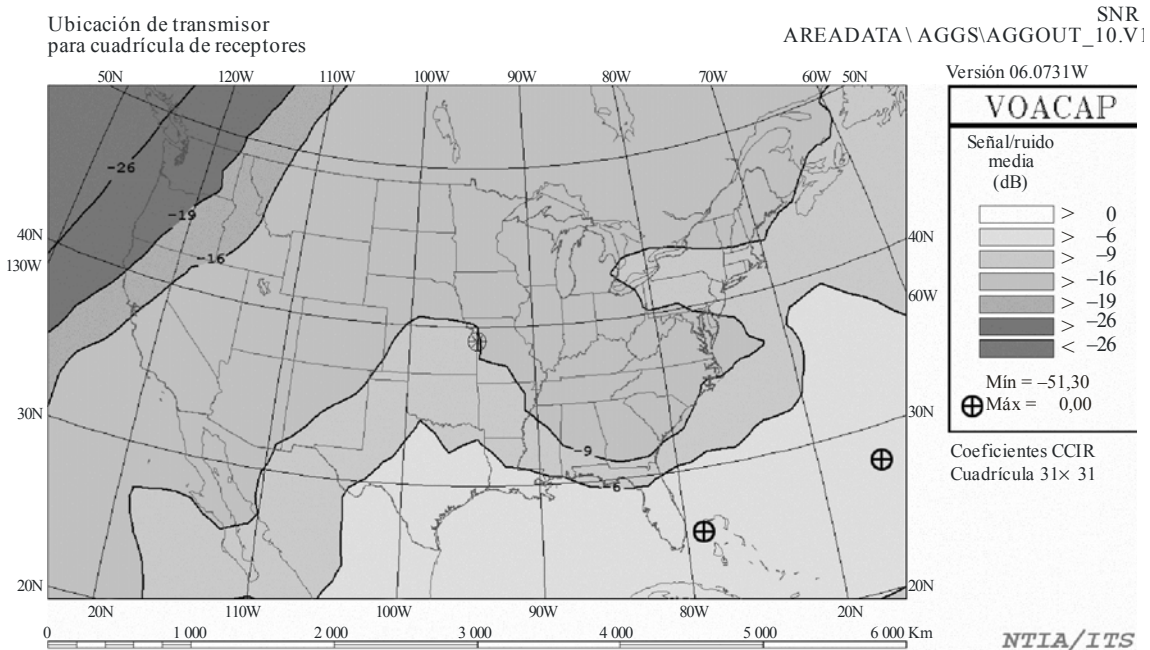 Ubicación de transmisor
para cuadrícula de receptores
SNR
AREADATA \ AGGS\AGGOUT_10.V1
50N 120W 110W 100W 90W 80W 70W 60W 50N
Versión 06.0731W
VOACAP
Señal/ruido
media
(dB)
> 0
> –6
> –9
> –16
> –19
> –26
< –26
Mín = –51,30
Máx = 0,00
Coeficientes CCIR
Cuadrícula 31× 31
-26
-19
-16
-9
-6
40N
130W
30N
20N
40N
60W
30N
20N
20N 110W 100W 90W 80W 20N
0 1 000 2 000 3 000 4 000 5 000 6 000 Km
NTIA/ITS